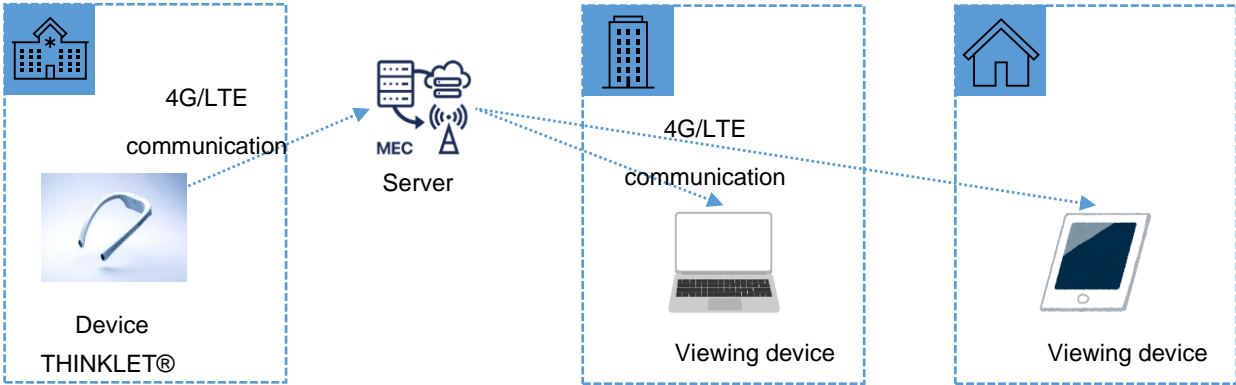 4G/LTE
communication
Device
THINKLET®
MEC
Server
4G/LTE
communication
Viewing device
Viewing device